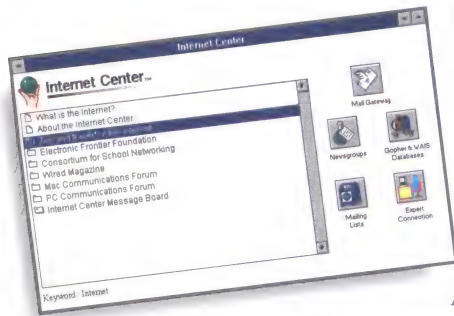 Internet Center
Internet Center™
What is the Internet?
About the Internet Center
Electronic Frontier Foundation
Consortium for School Networking
Wired Magazine
Mac Communications Forum
PC Communications Forum
Internet Center Message Board
Mail Gateway
Newsgroups
Gopher & WAIS
Databases
Mailing
Lists
Expert
Connection
Keyword: Internet